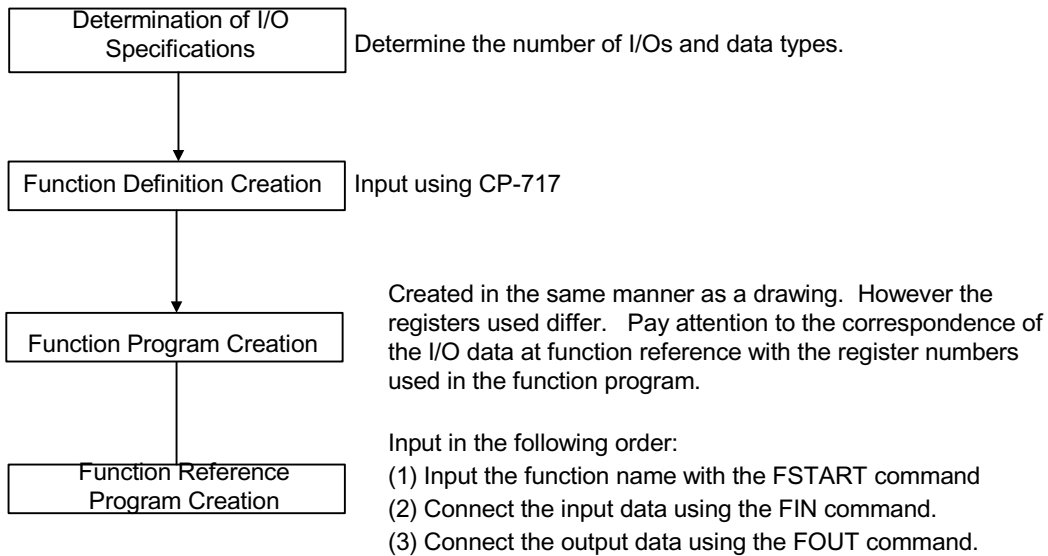 Determination of I/O
Specifications
Determine the number of I/Os and data types.
Function Definition Creation
Input using CP-717
Function Program Creation
Created in the same manner as a drawing. However the
registers used differ. Pay attention to the correspondence of
the I/O data at function reference with the register numbers
used in the function program.
Function Reference
Program Creation
Input in the following order:
(1) Input the function name with the FSTART command
(2) Connect the input data using the FIN command.
(3) Connect the output data using the FOUT command.